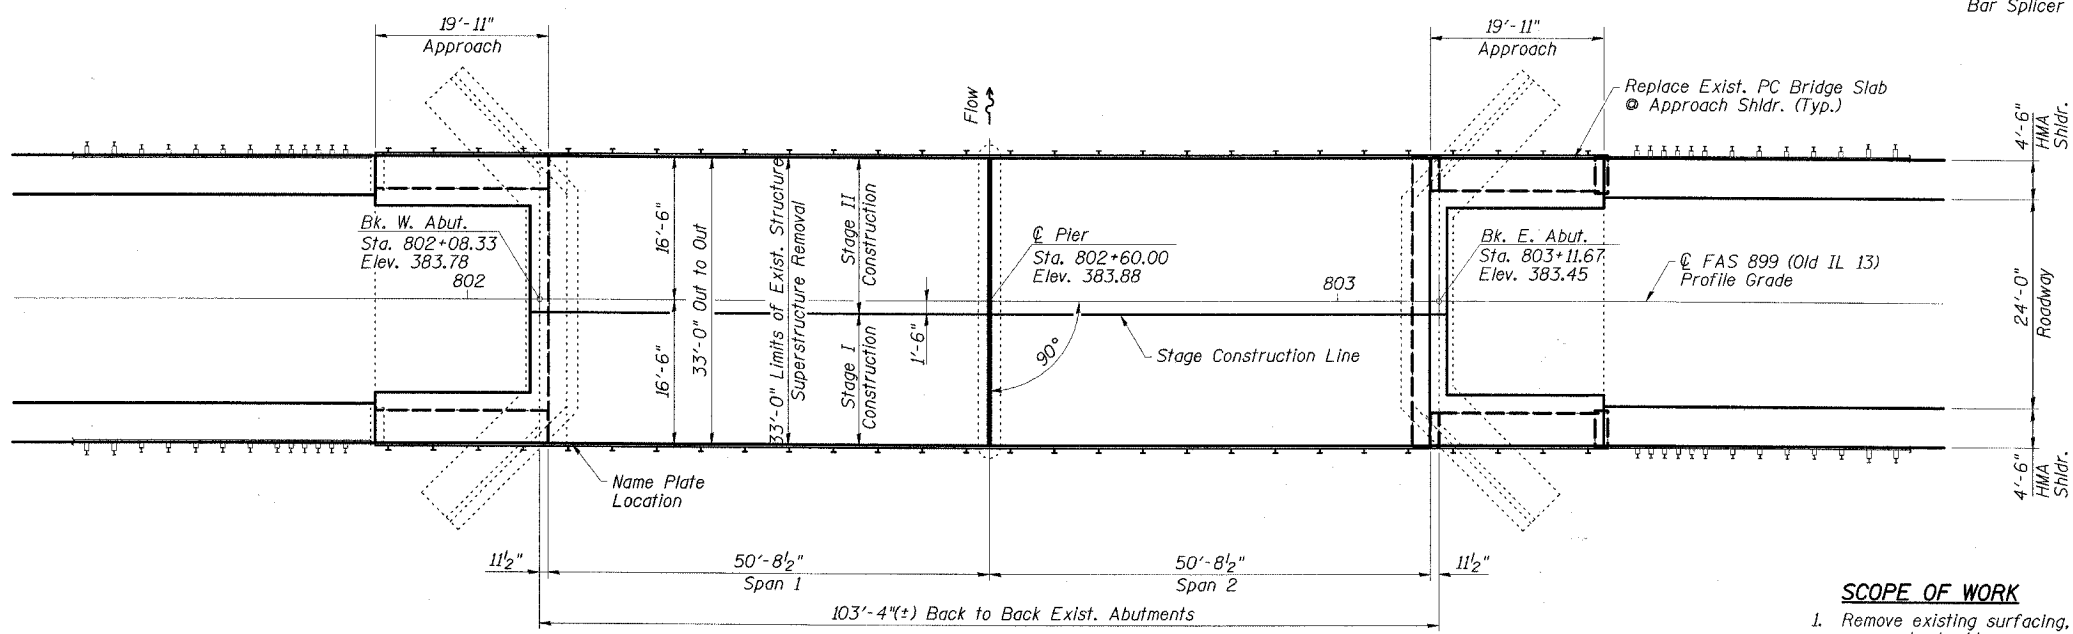 Bar Splicer
19'-11"
Approach
19'-11"
Approach
Flow
Replace Exist. PC Bridge Slab
@ Approach Shldr. (Typ.)
4'-6"
HMA
Shldr.
Bk. W. Abut.
Sta. 802+08.33
Elev. 383.78
802
16'-6"
16'-6"
33'-0" Out to Out
33'-0" Limits of Exist. Structure
Superstructure Removal
Stage II
Construction
Stage I
Construction
1'-6"
℄ Pier
Sta. 802+60.00
Elev. 383.88
90°
Stage Construction Line
803
Bk. E. Abut.
Sta. 803+11.67
Elev. 383.45
℄ FAS 899 (Old IL 13)
Profile Grade
24'-0"
Roadway
4'-6"
HMA
Shldr.
Name Plate
Location
11½"
50'-8½"
Span 1
50'-8½"
Span 2
11½"
103'-4"(±) Back to Back Exist. Abutments
SCOPE OF WORK
1. Remove existing surfacing,